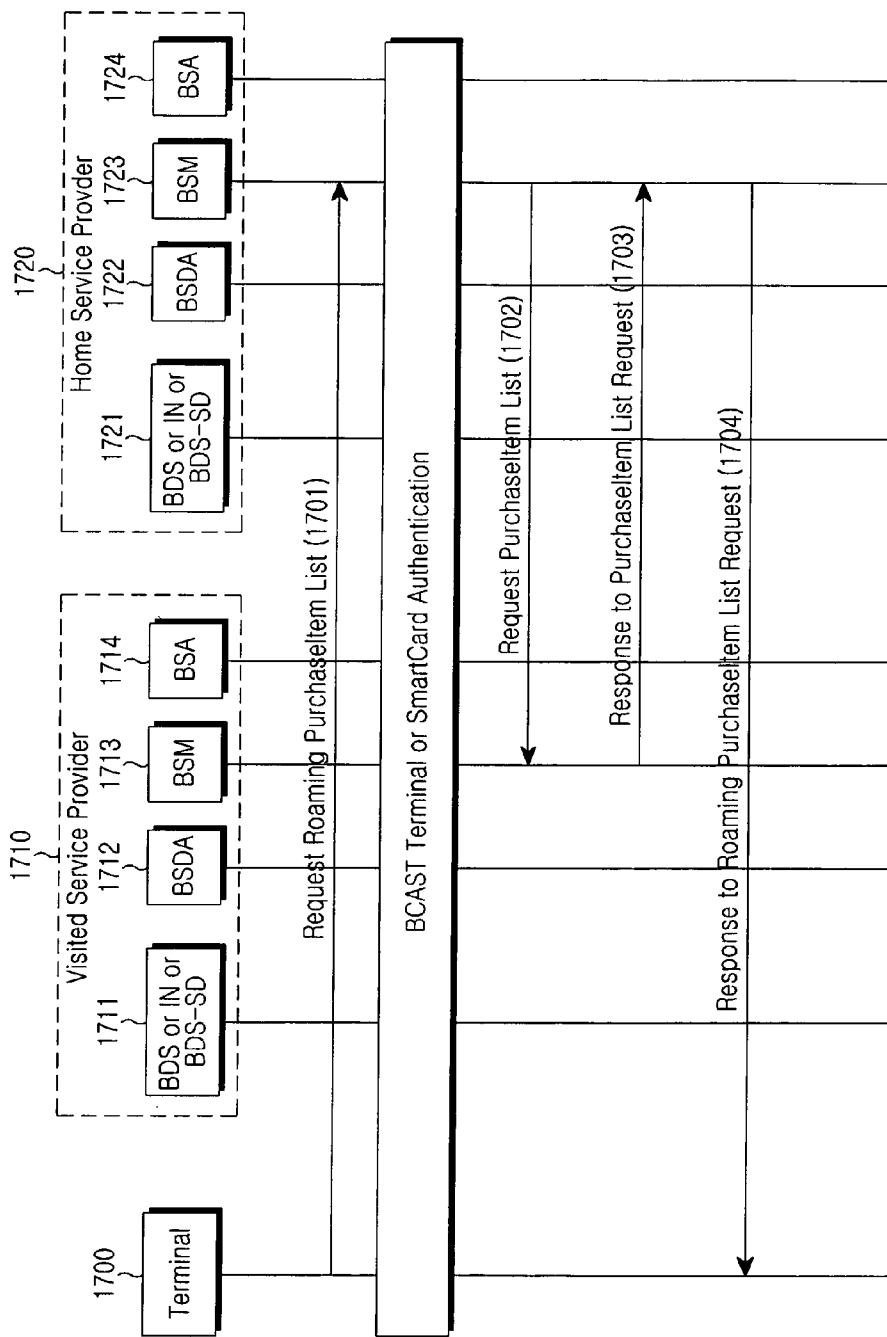 1700
Terminal
1710
Visited Service Provider
1711
BDS or IN or
BDS-SD
1712
BSDA
1713
BSM
1714
BSA
1720
Home Service Provder
1721
BDS or IN or
BDS-SD
1722
BSDA
1723
BSM
1724
BSA
Request Roaming PurchaseItem List (1701)
BCAST Terminal or SmartCard Authentication
Request PurchaseItem List (1702)
Response to PurchaseItem List Request (1703)
Response to Roaming PurchaseItem List Request (1704)